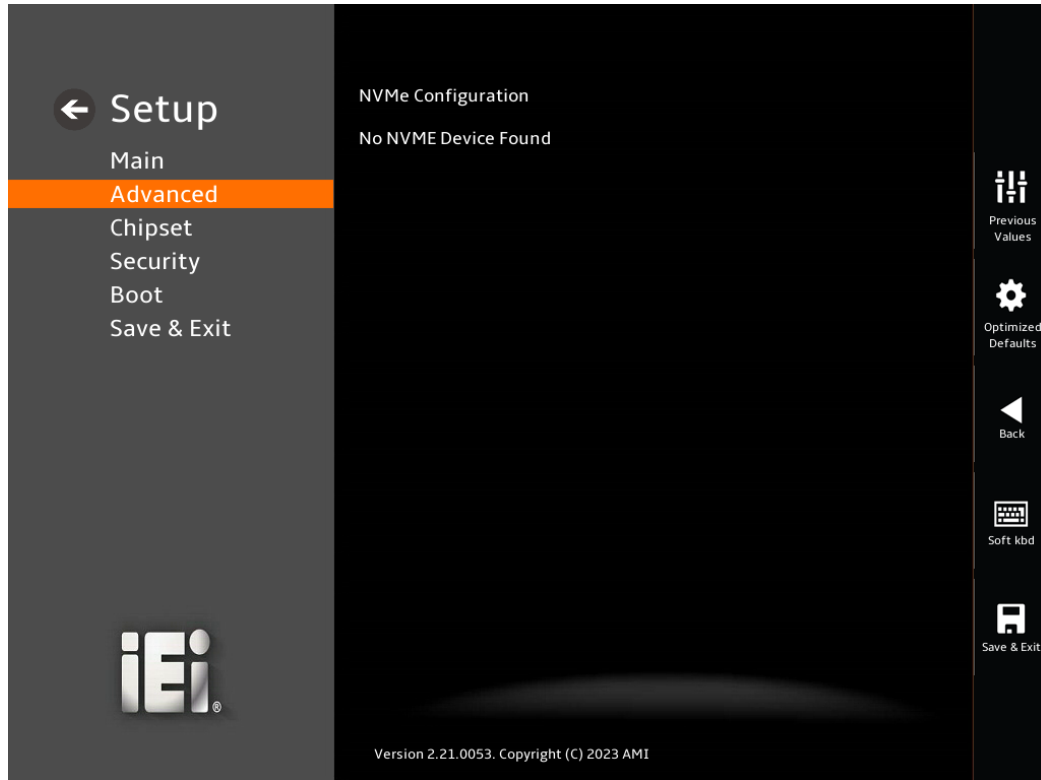 Setup
Main
Advanced
Chipset
Security
Boot
Save & Exit
iEi®
NVMe Configuration
No NVME Device Found
Version 2.21.0053. Copyright (C) 2023 AMI
Previous
Values
Optimized
Defaults
Back
Soft kbd
Save & Exit